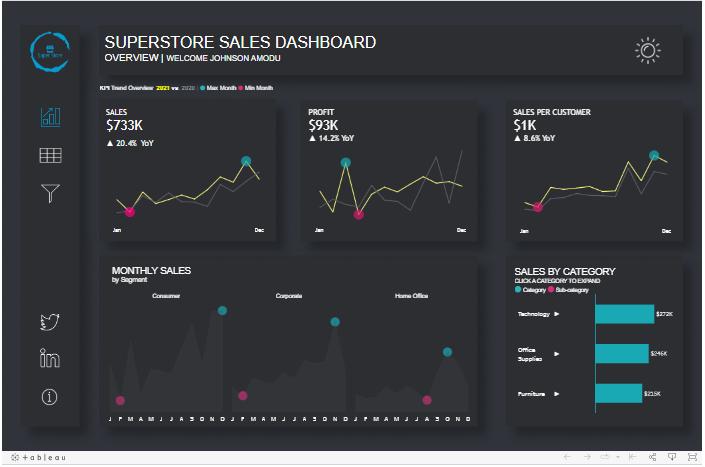 Super Store
SUPERSTORE SALES DASHBOARD
OVERVIEW | WELCOME JOHNSON AMODU
KPI Trend Overview 2021 vs 2020 Max Month Min Month
SALES
$733K
▲ 20.4% YoY
Jan Dec
PROFIT
$93K
▲ 14.2% YoY
Jan Dec
SALES PER CUSTOMER
$1K
▲ 8.6% YoY
Jan Dec
MONTHLY SALES
by Segment
Consumer Corporate Home Office
J F M A M J J A S O N D J F M A M J J A S O N D J F M A M J J A S O N D
SALES BY CATEGORY
CLICK A CATEGORY TO EXPAND
Category Sub-category
Technology ► $272K
Office
Supplies ► $246K
Furniture ► $215K
+ a b l e a u